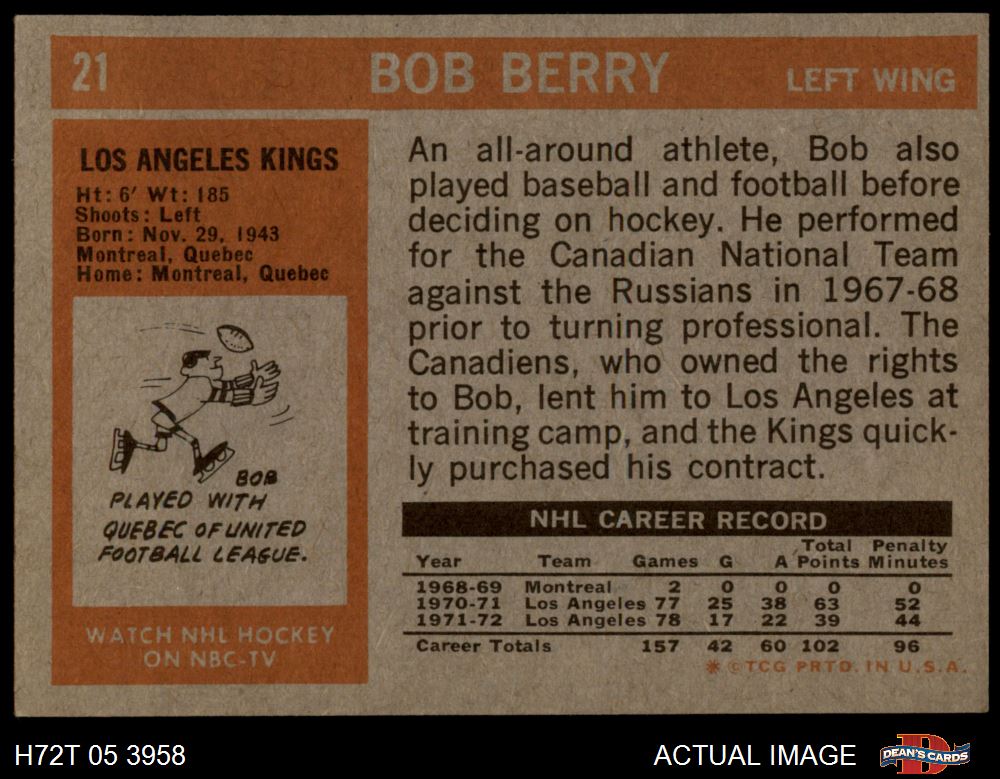 21 BOB BERRY LEFT WING
LOS ANGELES KINGS
Ht: 6' Wt: 185
Shoots: Left
Born: Nov. 29, 1943
Montreal, Quebec
Home: Montreal, Quebec
BOB
PLAYED WITH
QUEBEC OF UNITED
FOOTBALL LEAGUE.
WATCH NHL HOCKEY
ON NBC-TV
An all-around athlete, Bob also
played baseball and football before
deciding on hockey. He performed
for the Canadian National Team
against the Russians in 1967-68
prior to turning professional. The
Canadiens, who owned the rights
to Bob, lent him to Los Angeles at
training camp, and the Kings quick-
ly purchased his contract.
NHL CAREER RECORD
Total Penalty
Year Team Games G A Points Minutes
1968-69 Montreal 2 0 0 0 0
1970-71 Los Angeles 77 25 38 63 52
1971-72 Los Angeles 78 17 22 39 44
Career Totals 157 42 60 102 96
* © TCG PRTD. IN U.S.A.
H72T 05 3958 ACTUAL IMAGE DEAN'S CARDS